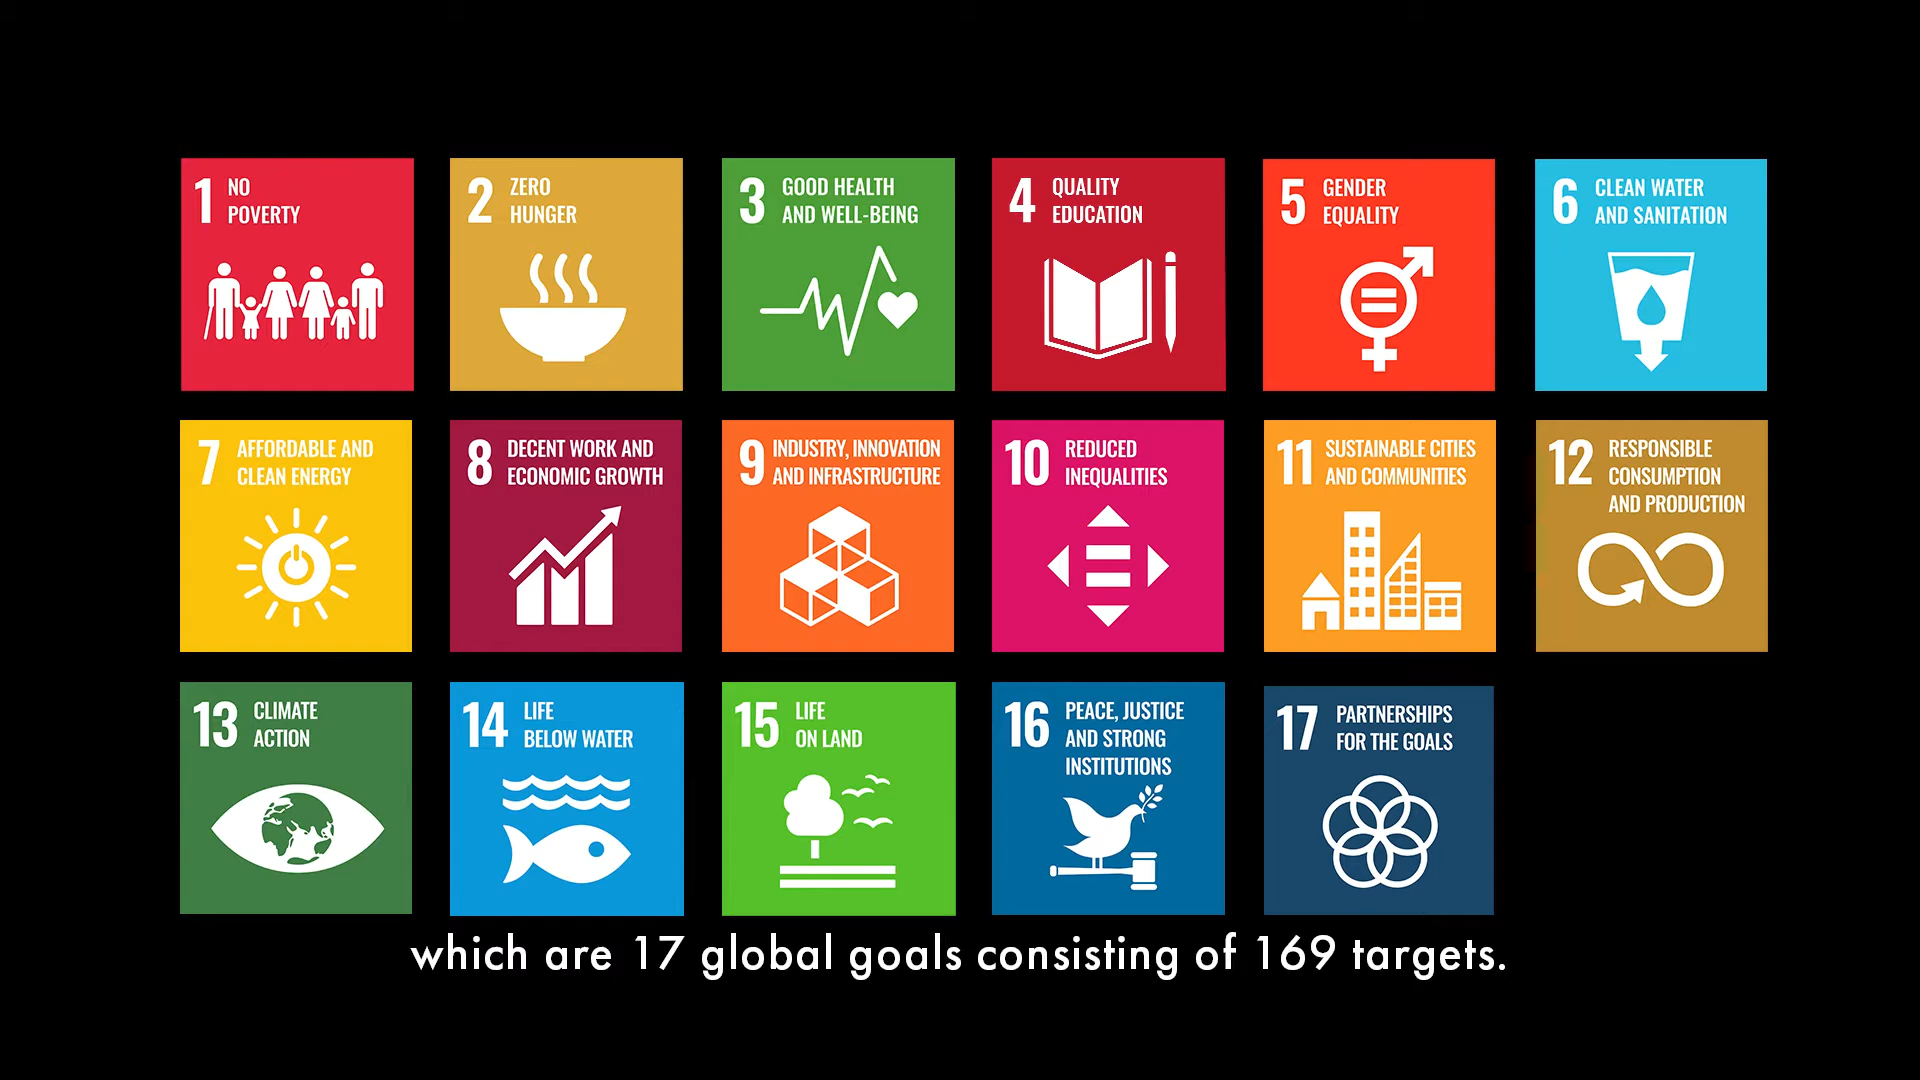 1 NO
POVERTY
2 ZERO
HUNGER
3 GOOD HEALTH
AND WELL-BEING
4 QUALITY
EDUCATION
5 GENDER
EQUALITY
6 CLEAN WATER
AND SANITATION
7 AFFORDABLE AND
CLEAN ENERGY
8 DECENT WORK AND
ECONOMIC GROWTH
9 INDUSTRY, INNOVATION
AND INFRASTRUCTURE
10 REDUCED
INEQUALITIES
11 SUSTAINABLE CITIES
AND COMMUNITIES
12 RESPONSIBLE
CONSUMPTION
AND PRODUCTION
13 CLIMATE
ACTION
14 LIFE
BELOW WATER
15 LIFE
ON LAND
16 PEACE, JUSTICE
AND STRONG
INSTITUTIONS
17 PARTNERSHIPS
FOR THE GOALS
which are 17 global goals consisting of 169 targets.